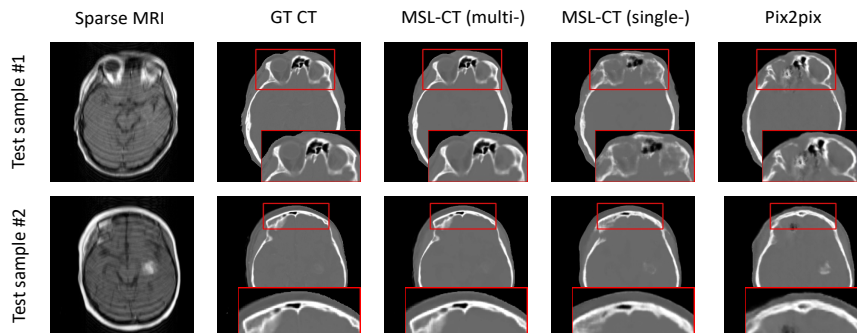 Sparse MRI GT CT MSL-CT (multi-) MSL-CT (single-) Pix2pix
Test sample #1
Test sample #2